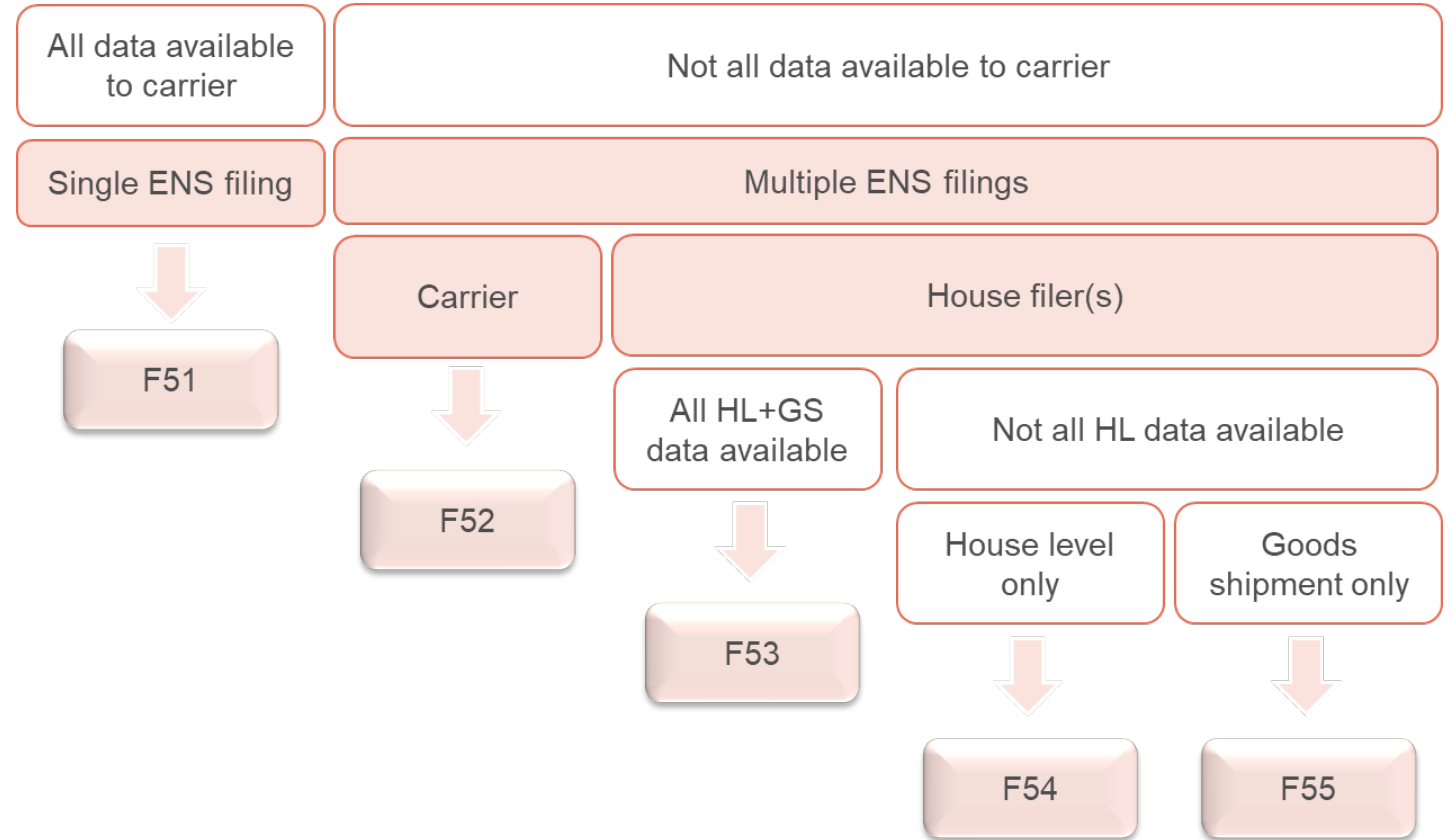 All data available
to carrier
Not all data available to carrier
Single ENS filing
Multiple ENS filings
Carrier
House filer(s)
F51
All HL+GS
data available
Not all HL data available
F52
House level
only
Goods
shipment only
F53
F54
F55